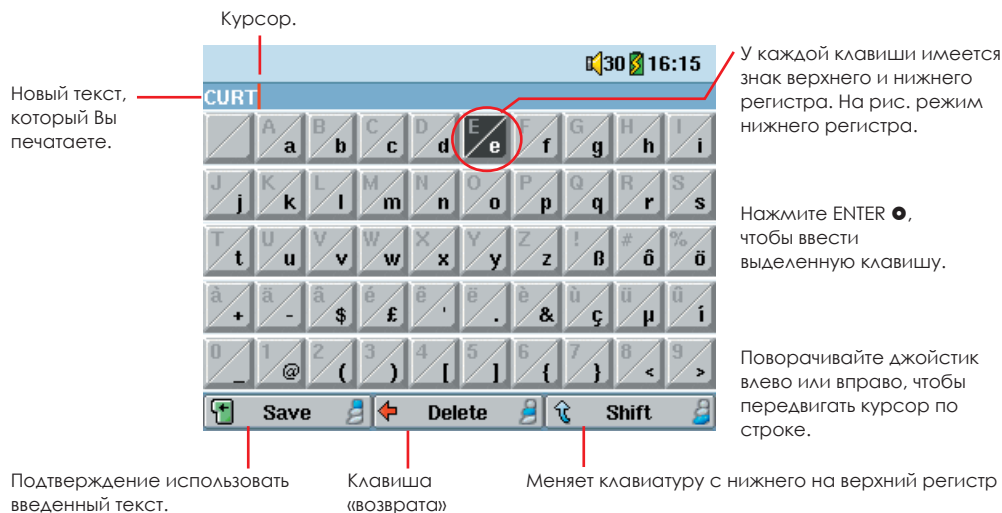 Курсор.
30 16:15
CURT
Новый текст,
который Вы
печатаете.
У каждой клавиши имеется
знак верхнего и нижнего
регистра. На рис. режим
нижнего регистра.
A a B b C c D d E e F f G g H h I i
J j K k L l M m N n O o P p Q q R r S s
T t U u V v W w X x Y y Z z ! ß # ô % ö
à + ä - â $ é £ ê ' ë . è & ù ç ü µ û í
0 _ 1 @ 2 ( 3 ) 4 [ 5 ] 6 { 7 } 8 < 9 >
Save Delete Shift
Нажмите ENTER ,
чтобы ввести
выделенную клавишу.
Поворачивайте джойстик
влево или вправо, чтобы
передвигать курсор по
строке.
Подтверждение использовать
введенный текст.
Клавиша
«возврата»
Меняет клавиатуру с нижнего на верхний регистр